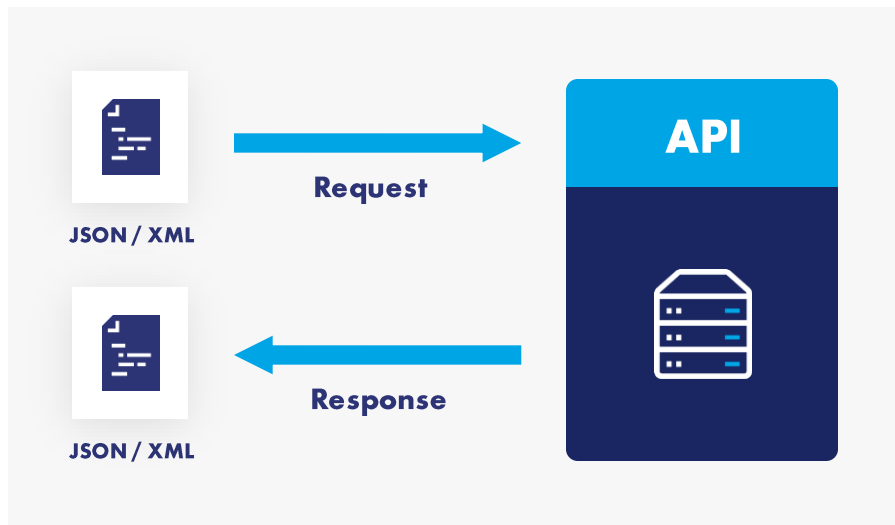 API
Request
JSON / XML
Response
JSON / XML